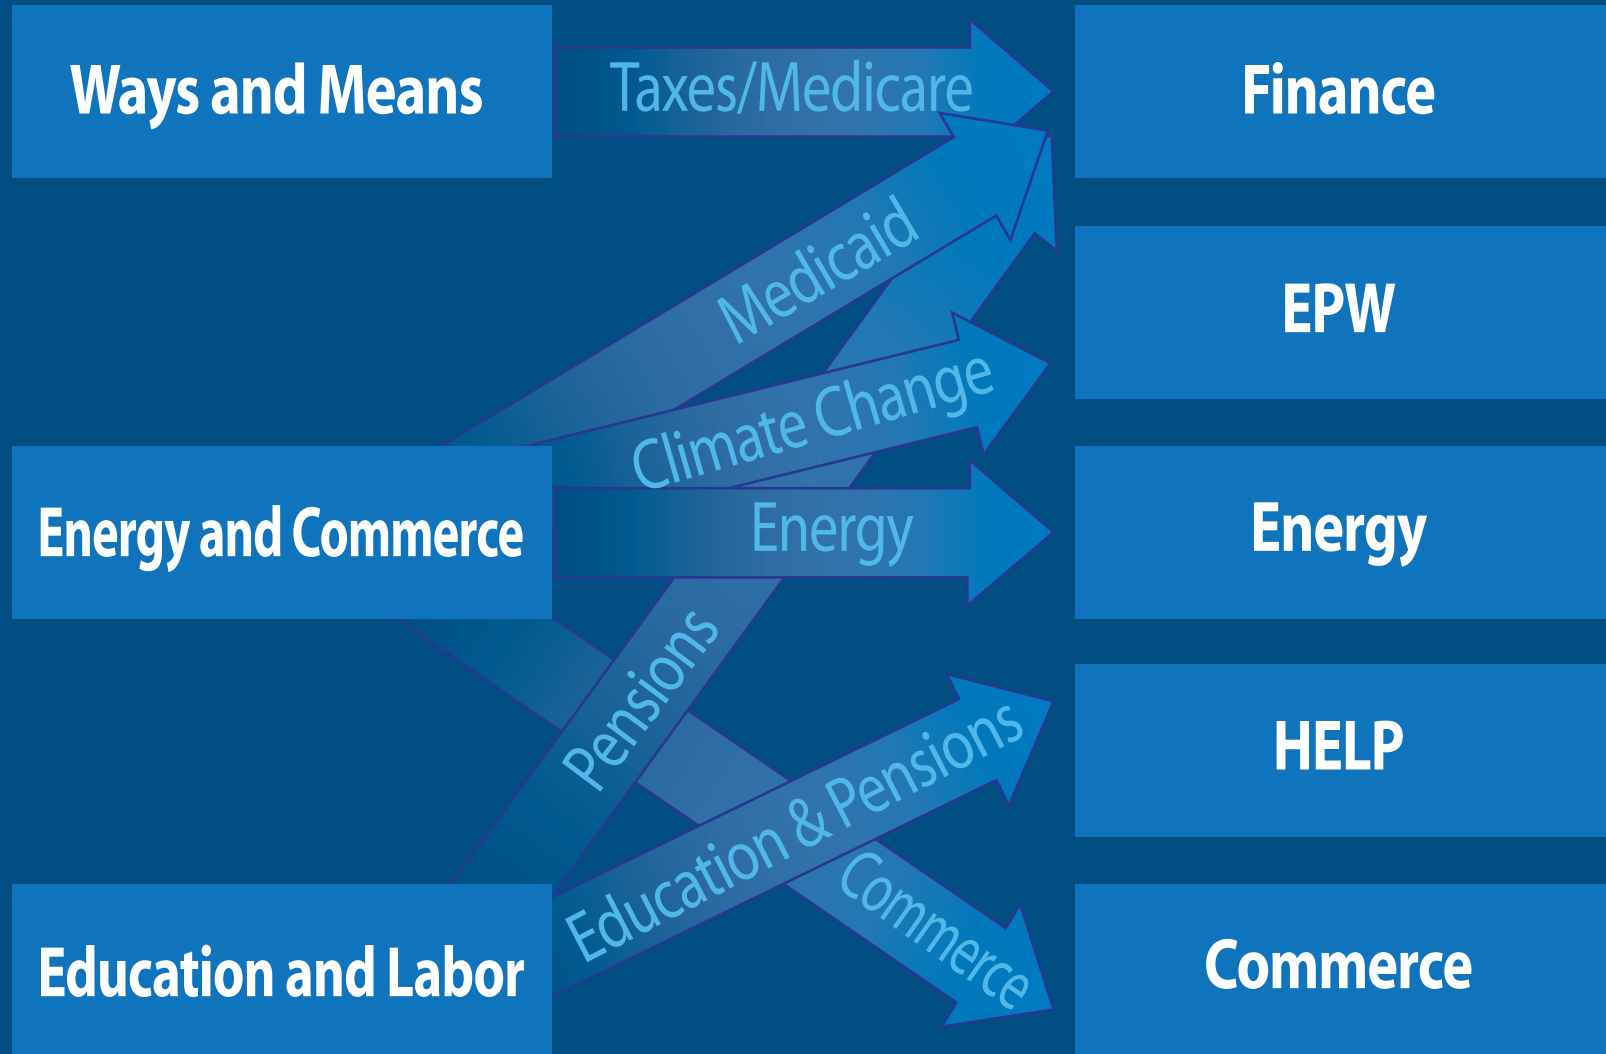 Ways and Means
Taxes/Medicare
Finance
Medicaid
EPW
Climate Change
Energy and Commerce
Energy
Energy
Pensions
HELP
Education & Pensions
Commerce
Education and Labor
Commerce